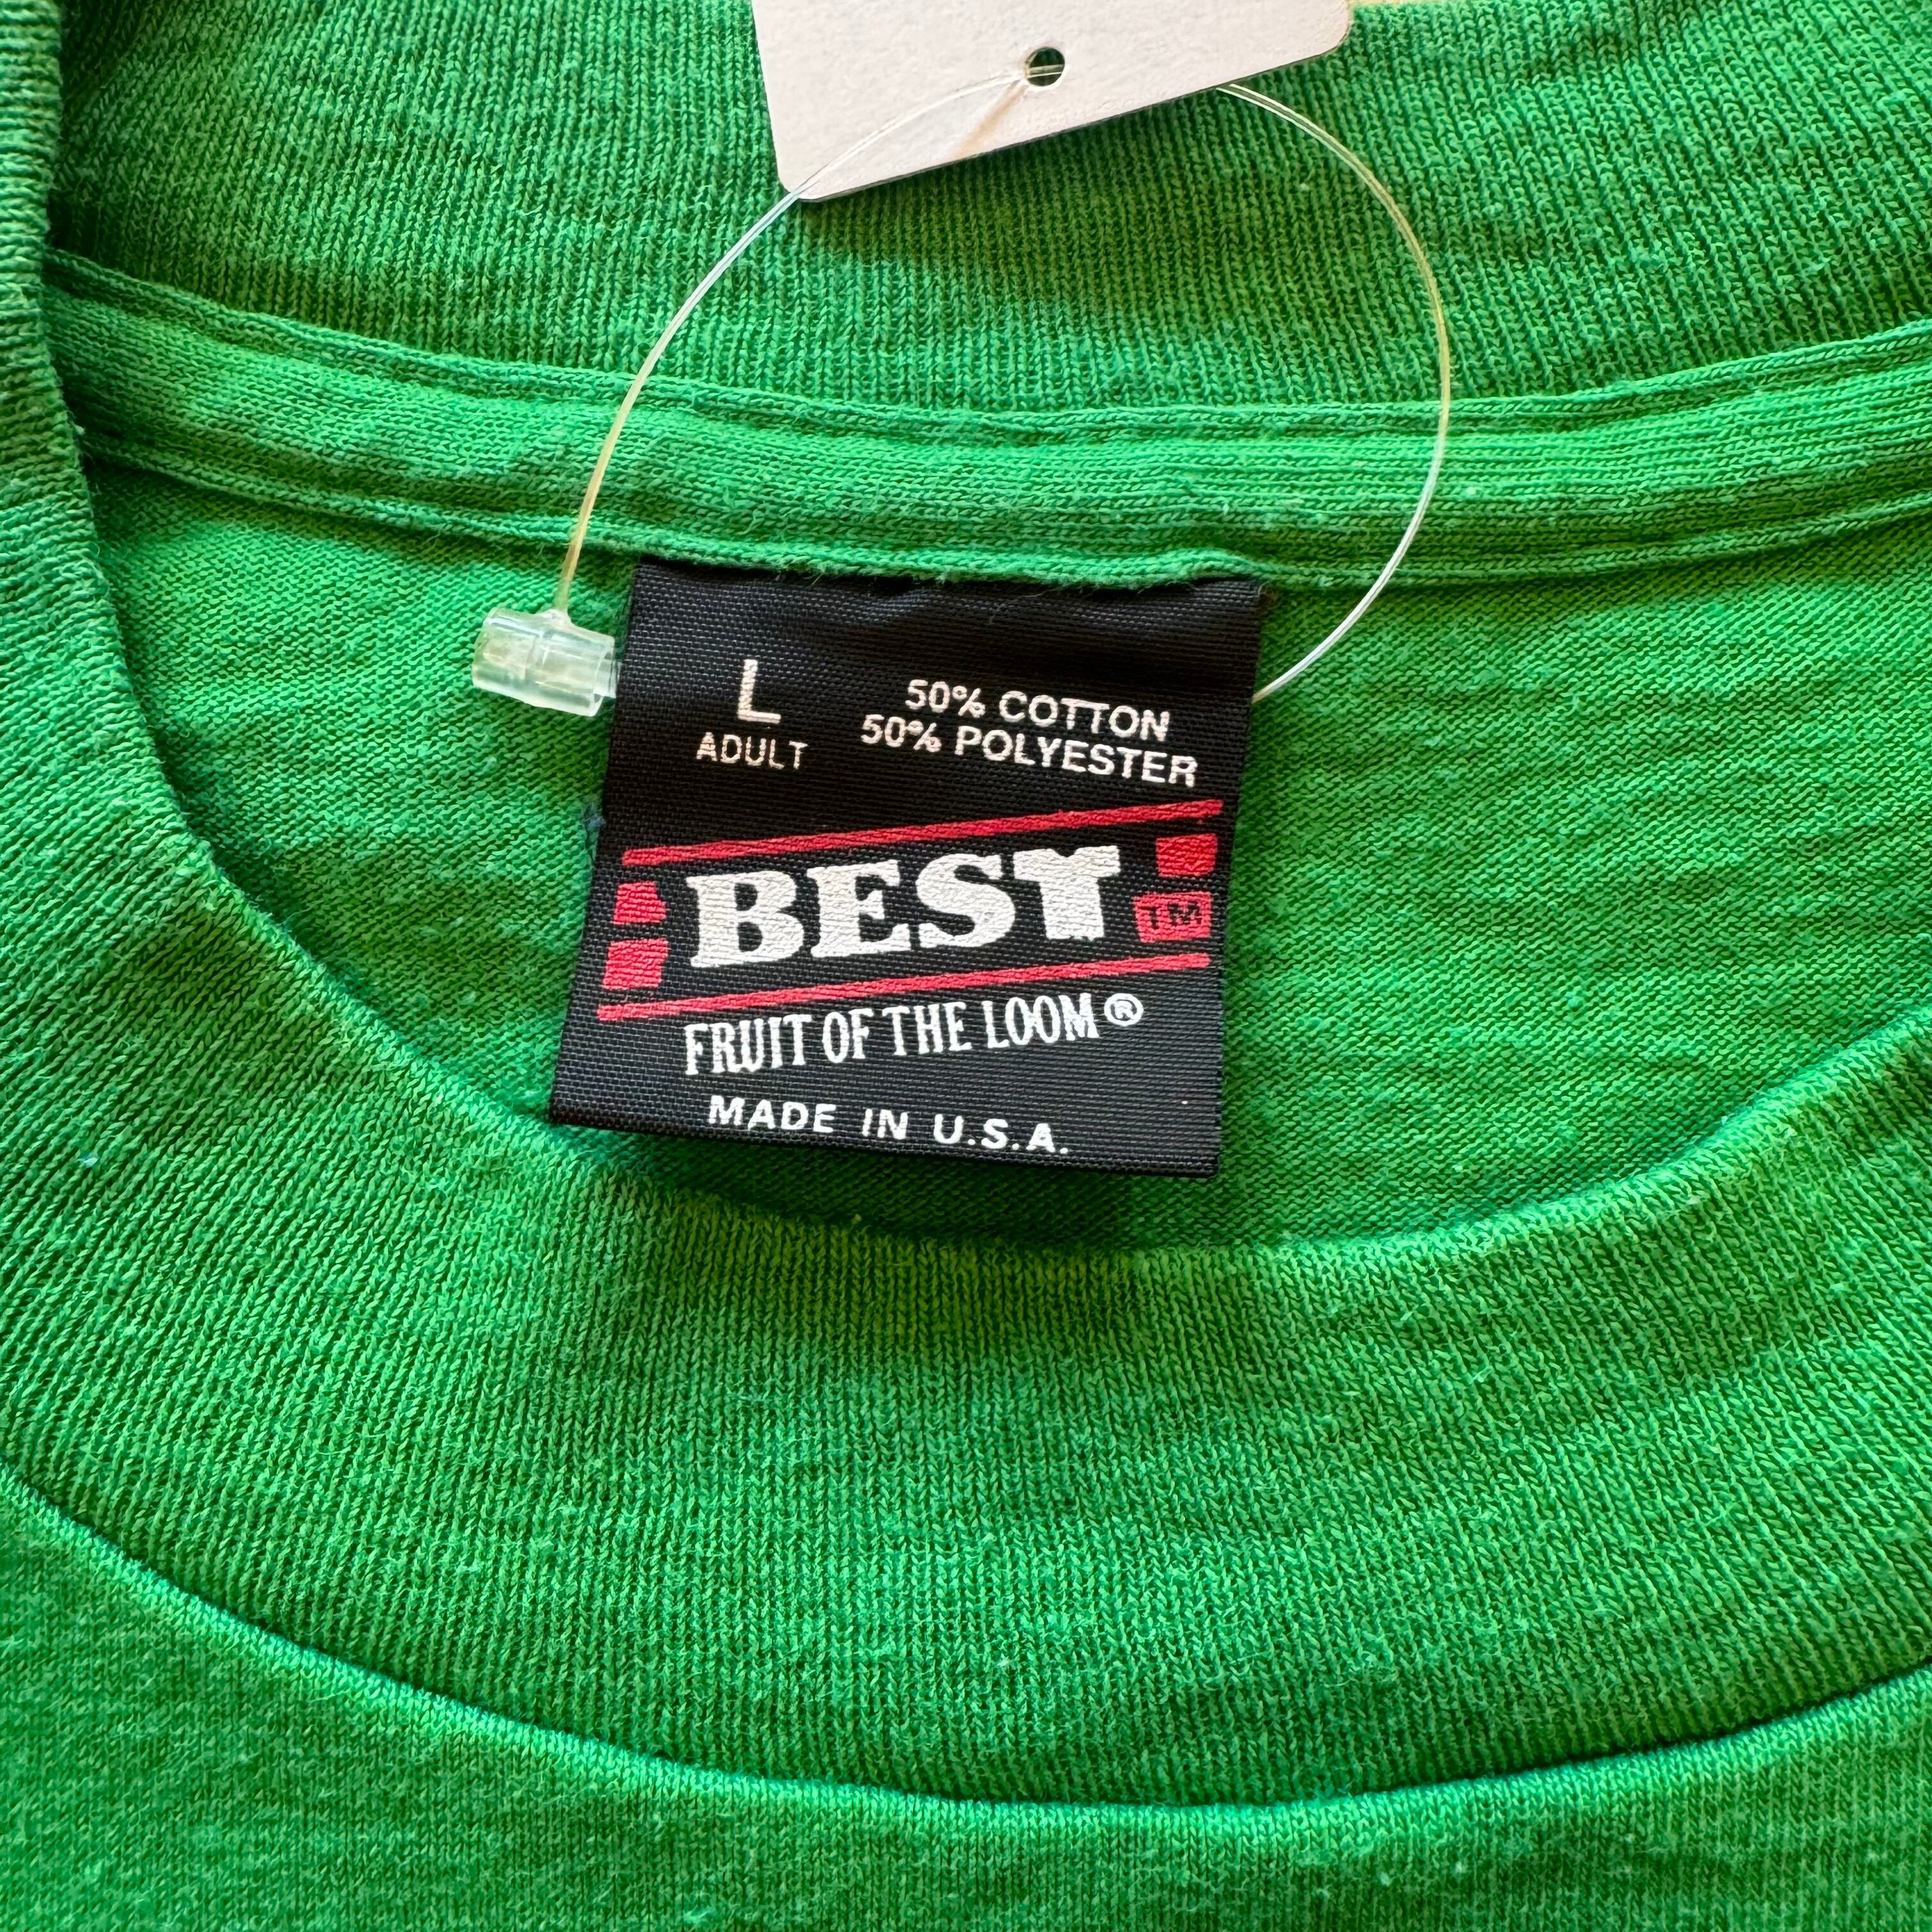 L
ADULT
50% COTTON
50% POLYESTER
BEST
TM
FRUIT OF THE LOOM®
MADE IN U.S.A.